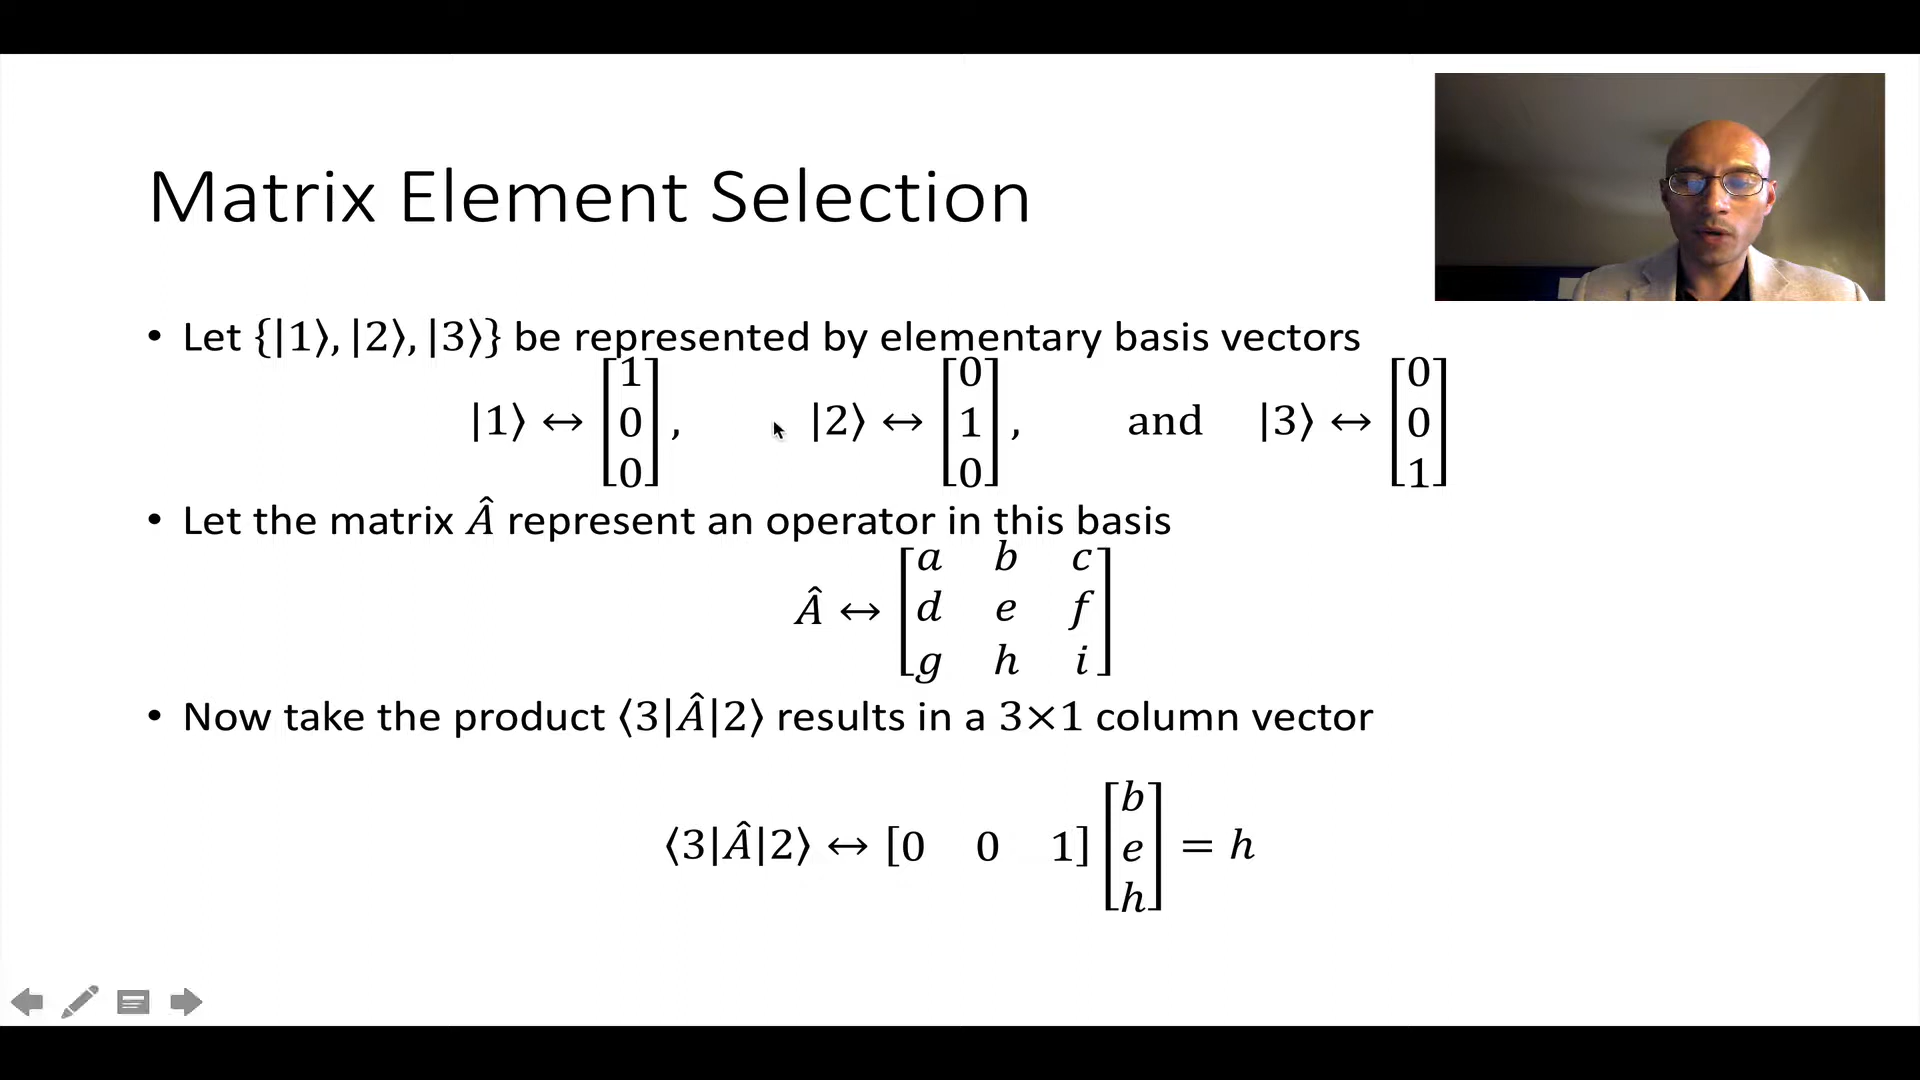 Matrix Element Selection
• Let {|1⟩, |2⟩, |3⟩} be represented by elementary basis vectors
|1⟩ ↔ [1 0 0], |2⟩ ↔ [0 1 0], and |3⟩ ↔ [0 0 1]
• Let the matrix Â represent an operator in this basis
Â ↔ [a b c
d e f
g h i]
• Now take the product ⟨3|Â|2⟩ results in a 3×1 column vector
⟨3|Â|2⟩ ↔ [0 0 1] [b e h] = h